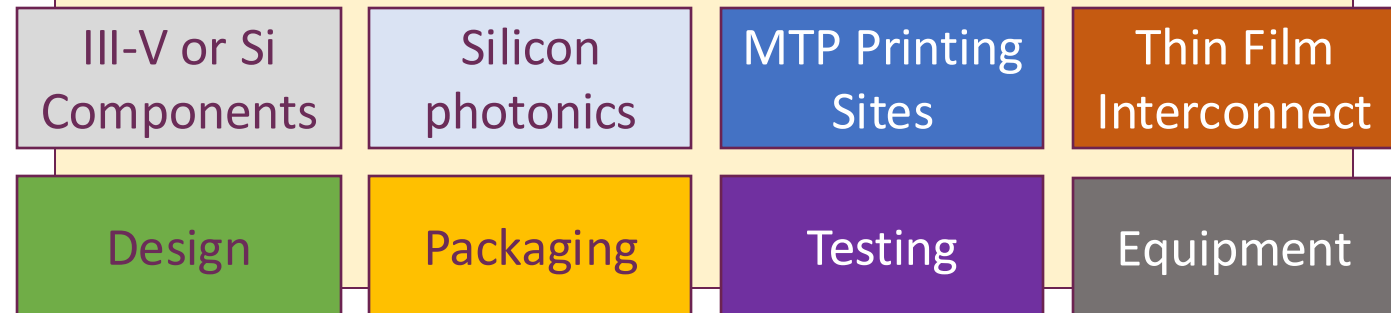 III-V or Si
Components
Silicon
photonics
MTP Printing
Sites
Thin Film
Interconnect
Design
Packaging
Testing
Equipment